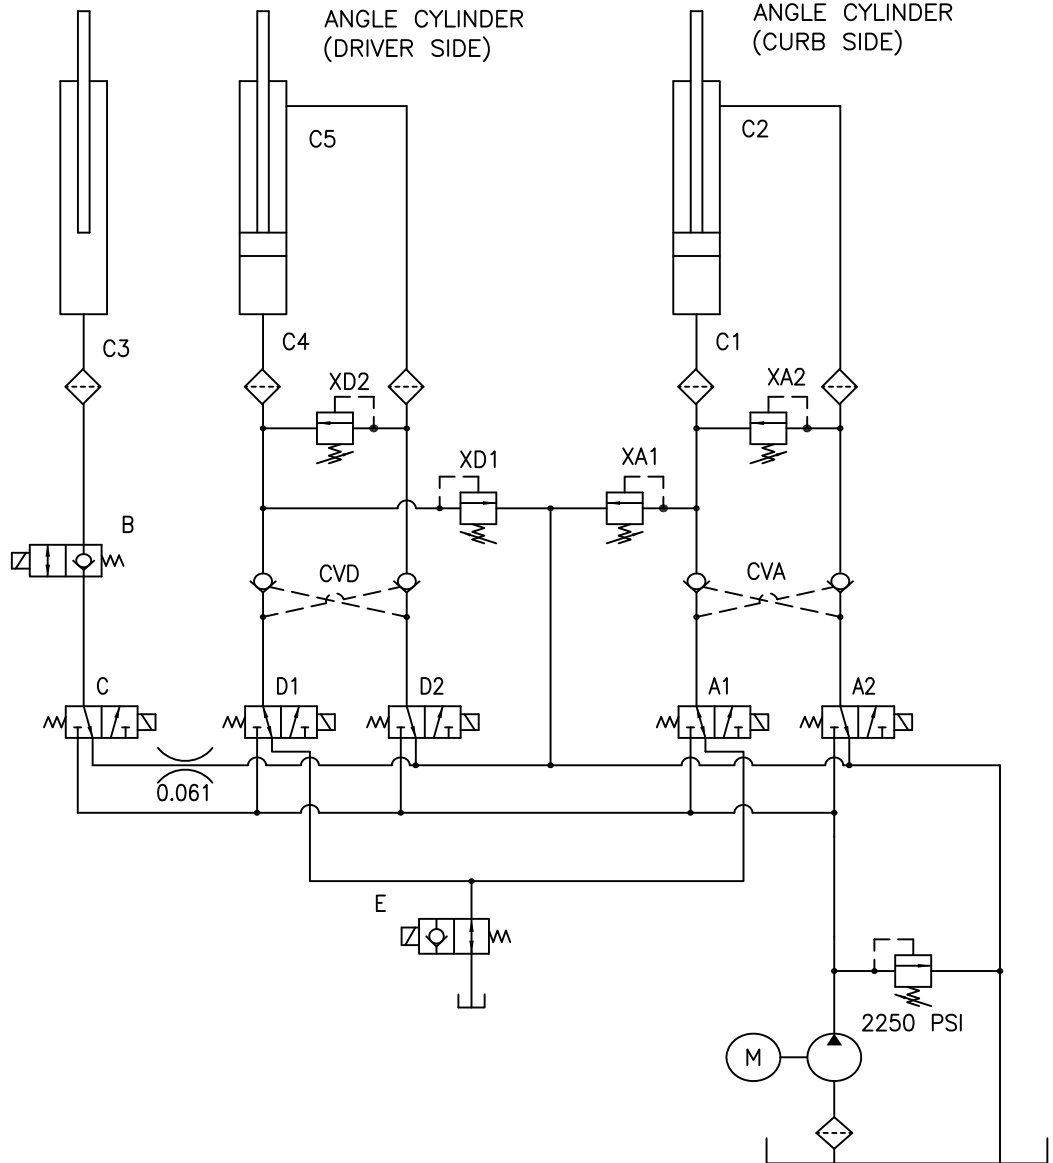 ANGLE CYLINDER
(DRIVER SIDE)
ANGLE CYLINDER
(CURB SIDE)
C5
C2
C3
C4
C1
XD2
XA2
XD1
XA1
B
CVD
CVA
C
D1
D2
A1
A2
0.061
E
2250 PSI
M